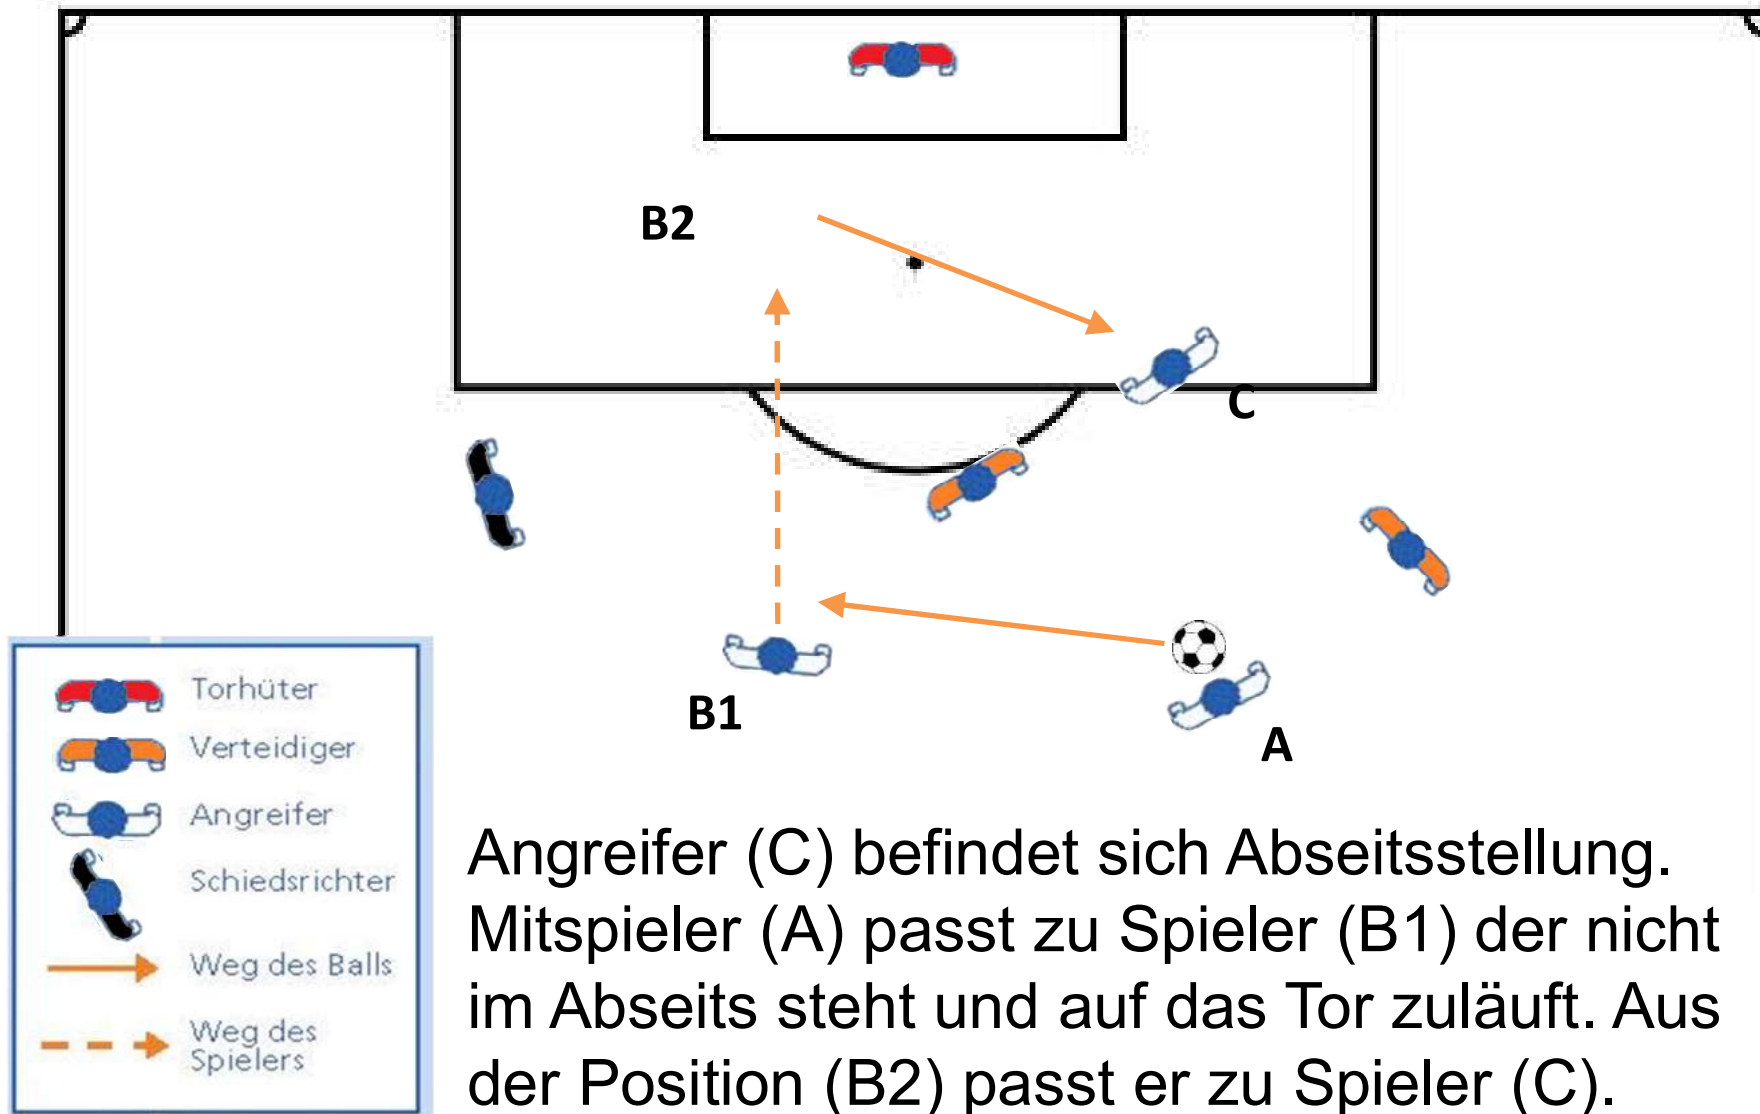 B2
C
B1
A
Torhüter
Verteidiger
Angreifer
Schiedsrichter
Weg des Balls
Weg des
Spielers
Angreifer (C) befindet sich Abseitsstellung.
Mitspieler (A) passt zu Spieler (B1) der nicht
im Abseits steht und auf das Tor zuläuft. Aus
der Position (B2) passt er zu Spieler (C).